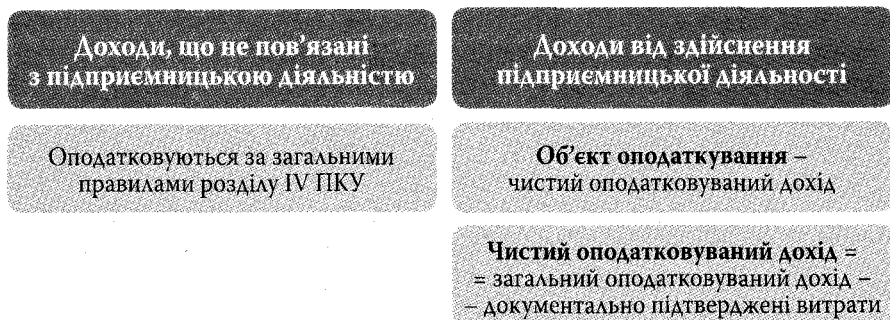 Доходи, що не пов’язані
з підприємницькою діяльністю
Оподатковуються за загальними
правилами розділу IV ПКУ
Доходи від здійснення
підприємницької діяльності
Об’єкт оподаткування –
чистий оподатковуваний дохід
Чистий оподатковуваний дохід =
= загальний оподатковуваний дохід –
– документально підтверджені витрати